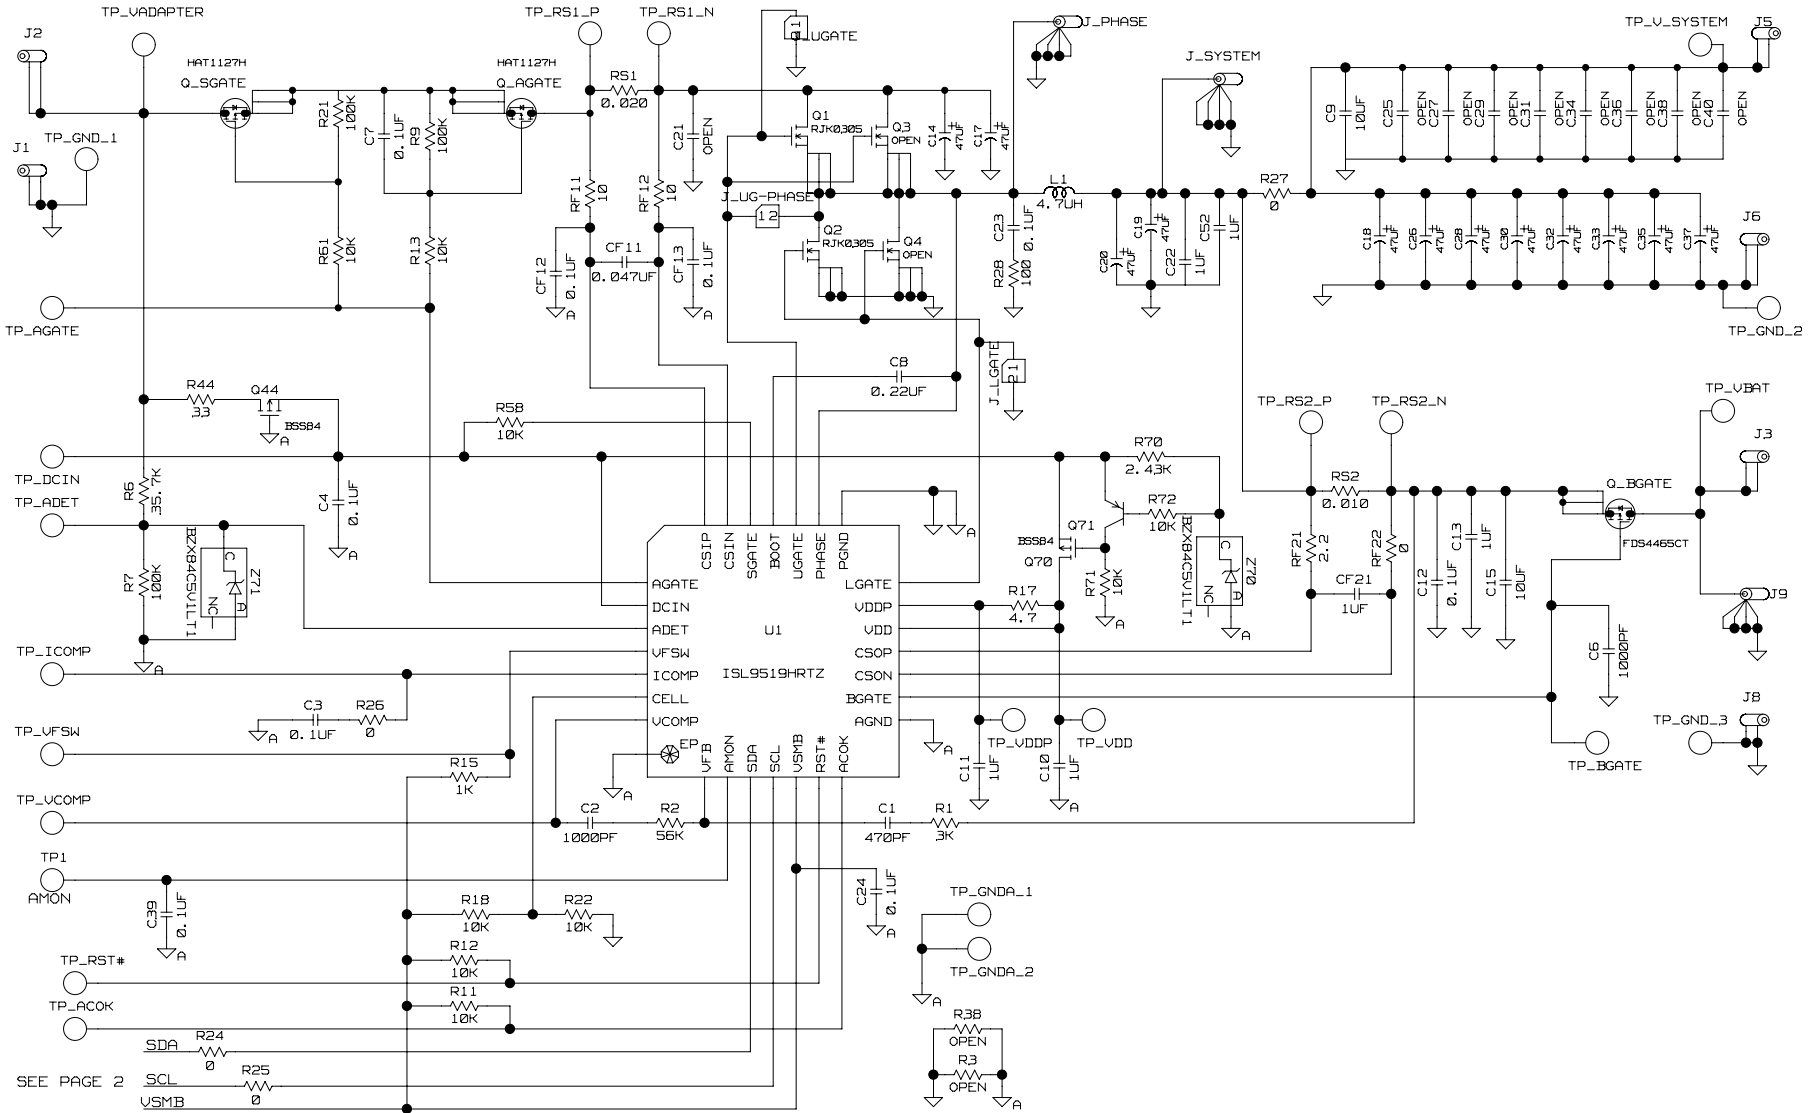 TP_VADAPTER
TP_RS1_P
TP_RS1_N
J_UGATE
J_PHASE
TP_V_SYSTEM
J5
J2
HAT1127H
Q_SGATE
HAT1127H
Q_AGATE
RS1
0.020
J_SYSTEM
R21
100K
C7
0.1UF
R9
100K
C21
OPEN
Q1
RJK0305
Q3
OPEN
C14
47UF
C17
47UF
C9
10UF
C25
OPEN
C27
OPEN
C29
OPEN
C31
OPEN
C34
OPEN
C36
OPEN
C38
OPEN
C40
OPEN
J1
TP_GND_1
RF11
10
RF12
10
J_UG-PHASE
12
L1
4.7UH
R27
0
R61
10K
R13
10K
CF12
0.1UF
CF11
0.047UF
CF13
0.1UF
A
A
Q2
RJK0305
Q4
OPEN
C23
0.1UF
R28
100
C20
47UF
C19
47UF
C22
1UF
C52
1UF
C18
47UF
C26
47UF
C28
47UF
C30
47UF
C32
47UF
C33
47UF
C35
47UF
C37
47UF
J6
TP_GND_2
TP_AGATE
C8
0.22UF
J_LGATE
21
R44
33
Q44
BSS84
A
R58
10K
TP_RS2_P
TP_RS2_N
TP_VBAT
J3
TP_DCIN
TP_ADET
R6
35.7K
C4
0.1UF
A
R70
2.43K
R72
10K
Q71
BSS84
Q70
R71
10K
A
RS2
0.010
Q_BGATE
FDS4465CT
RF21
2.2
RF22
0
CF21
1UF
C12
0.1UF
C13
1UF
C15
10UF
R7
100K
BZX84C5V1LT1
C
A
NC
Z71
A
BZX84C5V1LT1
C
A
NC
Z70
A
A
CSIP
CSIN
SGATE
BOOT
UGATE
PHASE
PGND
AGATE
DCIN
ADET
VFSW
ICOMP
CELL
VCOMP
EP
U1
ISL9519HRTZ
LGATE
VDDP
VDD
CSOP
CSON
BGATE
AGND
VFB
AMON
SDA
SCL
VSMB
RST#
ACOK
R17
4.7
J9
C6
1000PF
TP_ICOMP
C3
0.1UF
R26
0
A
TP_VFSW
R15
1K
A
A
TP_VDDP
TP_VDD
C11
1UF
C10
1UF
A
TP_BGATE
TP_GND_3
J8
TP_VCOMP
C2
1000PF
R2
56K
C1
470PF
R1
3K
TP1
AMON
C39
0.1UF
A
R18
10K
R22
10K
C24
0.1UF
A
TP_GNDA_1
TP_GNDA_2
A
R12
10K
TP_RST#
R11
10K
TP_ACOK
R38
OPEN
R3
OPEN
A
SDA
R24
0
SEE PAGE 2
SCL
R25
0
VSMB